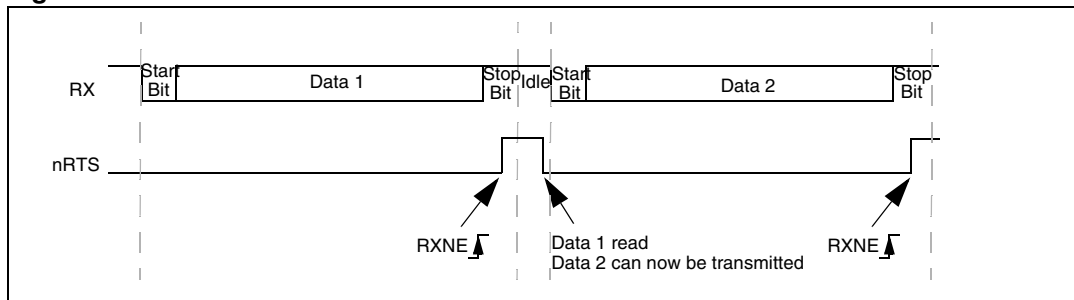 RX
Start
Bit
Data 1
Stop
Bit
Idle
Start
Bit
Data 2
Stop
Bit
nRTS
RXNE
Data 1 read
Data 2 can now be transmitted
RXNE